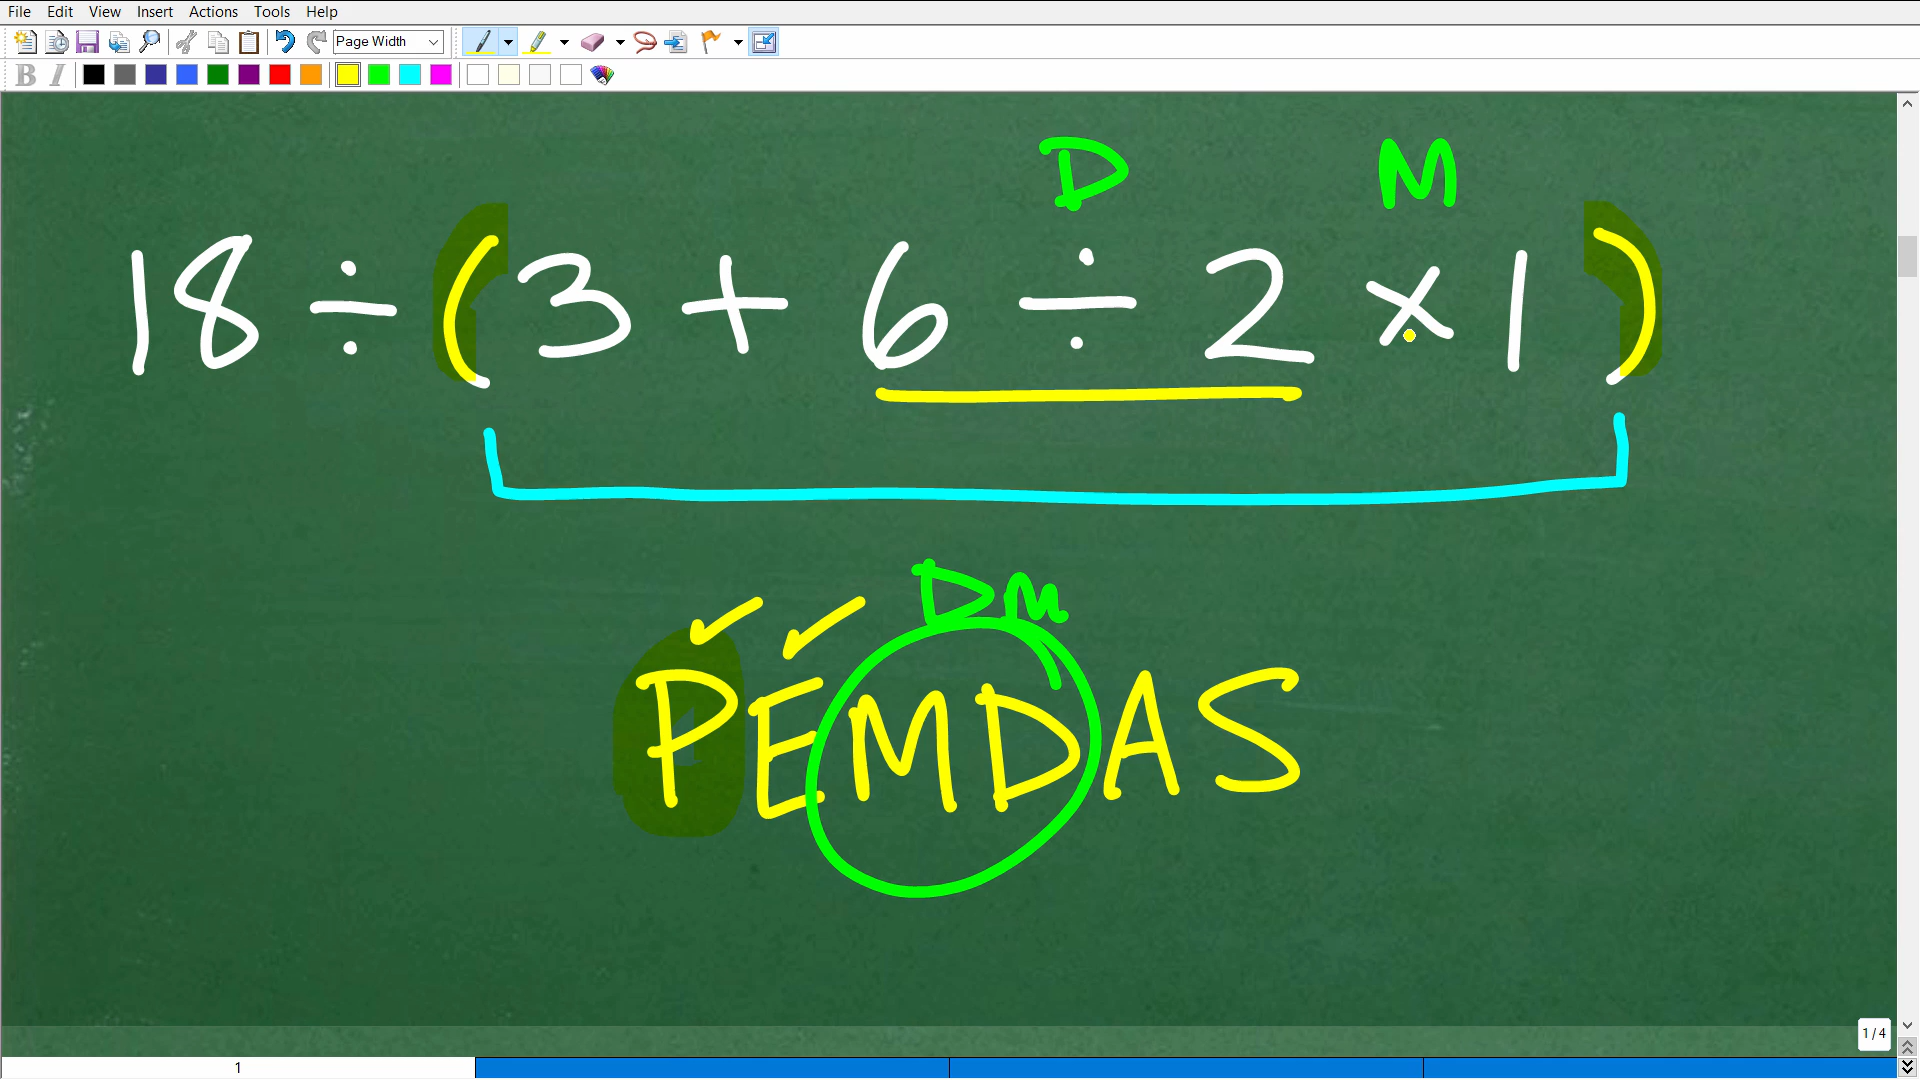 File Edit View Insert Actions Tools Help
Page Width
B I
D M
18 ÷ (3 + 6 ÷ 2 × 1)
DM
PEMDAS
1 / 4
1